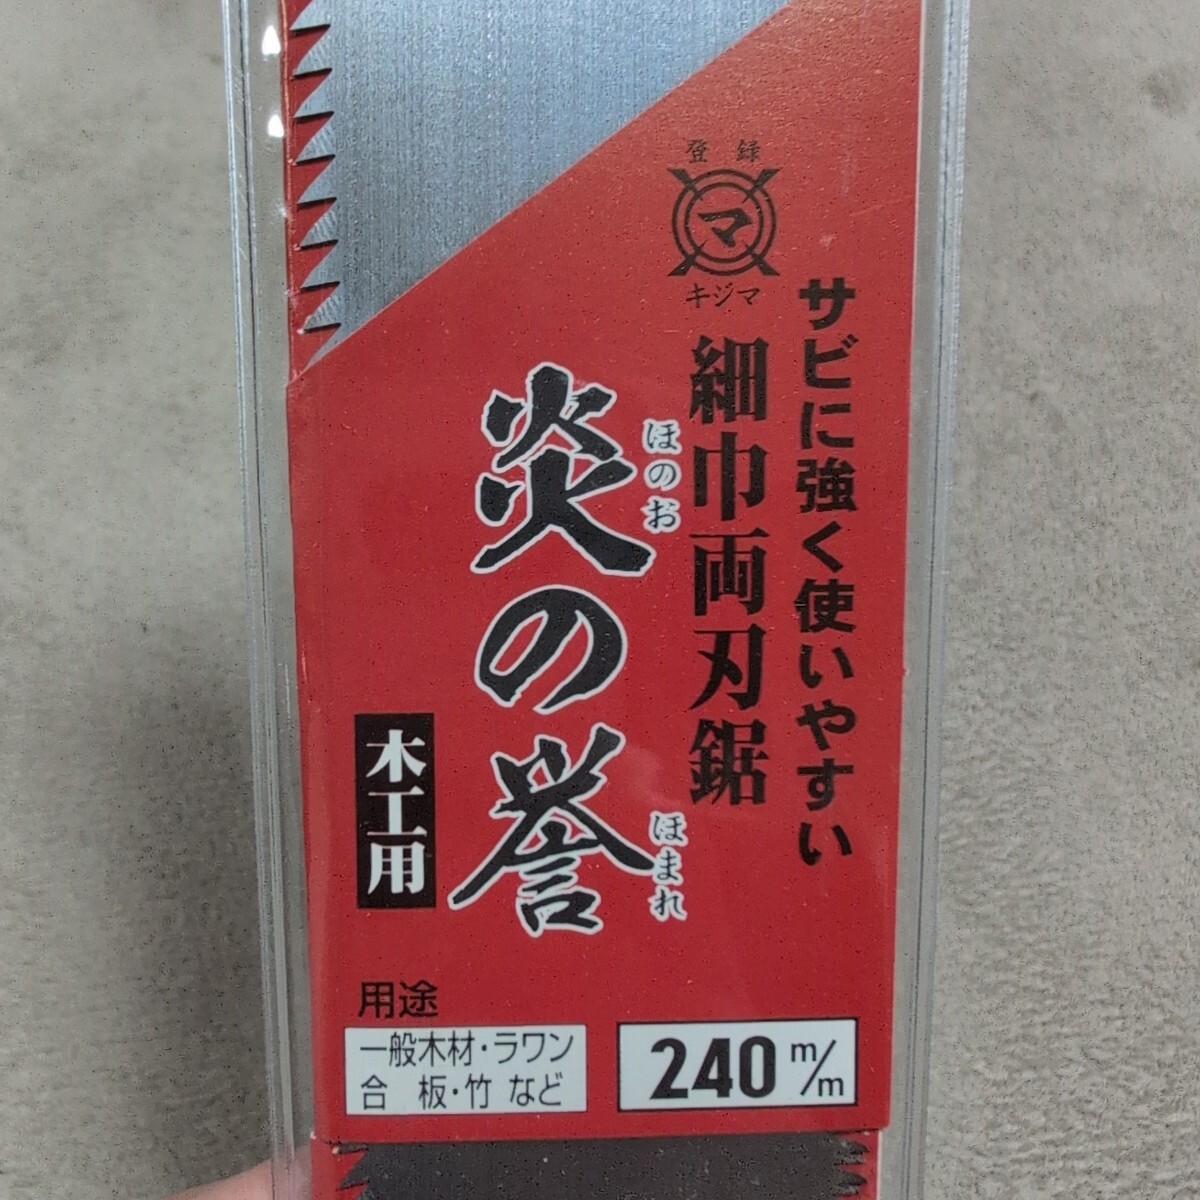 登録
マ
キジマ
サビに強く使いやすい
細巾両刃鋸
炎の誉
ほのお
ほまれ
木工用
用途
一般木材・ラワン
合板・竹など
240 m/m